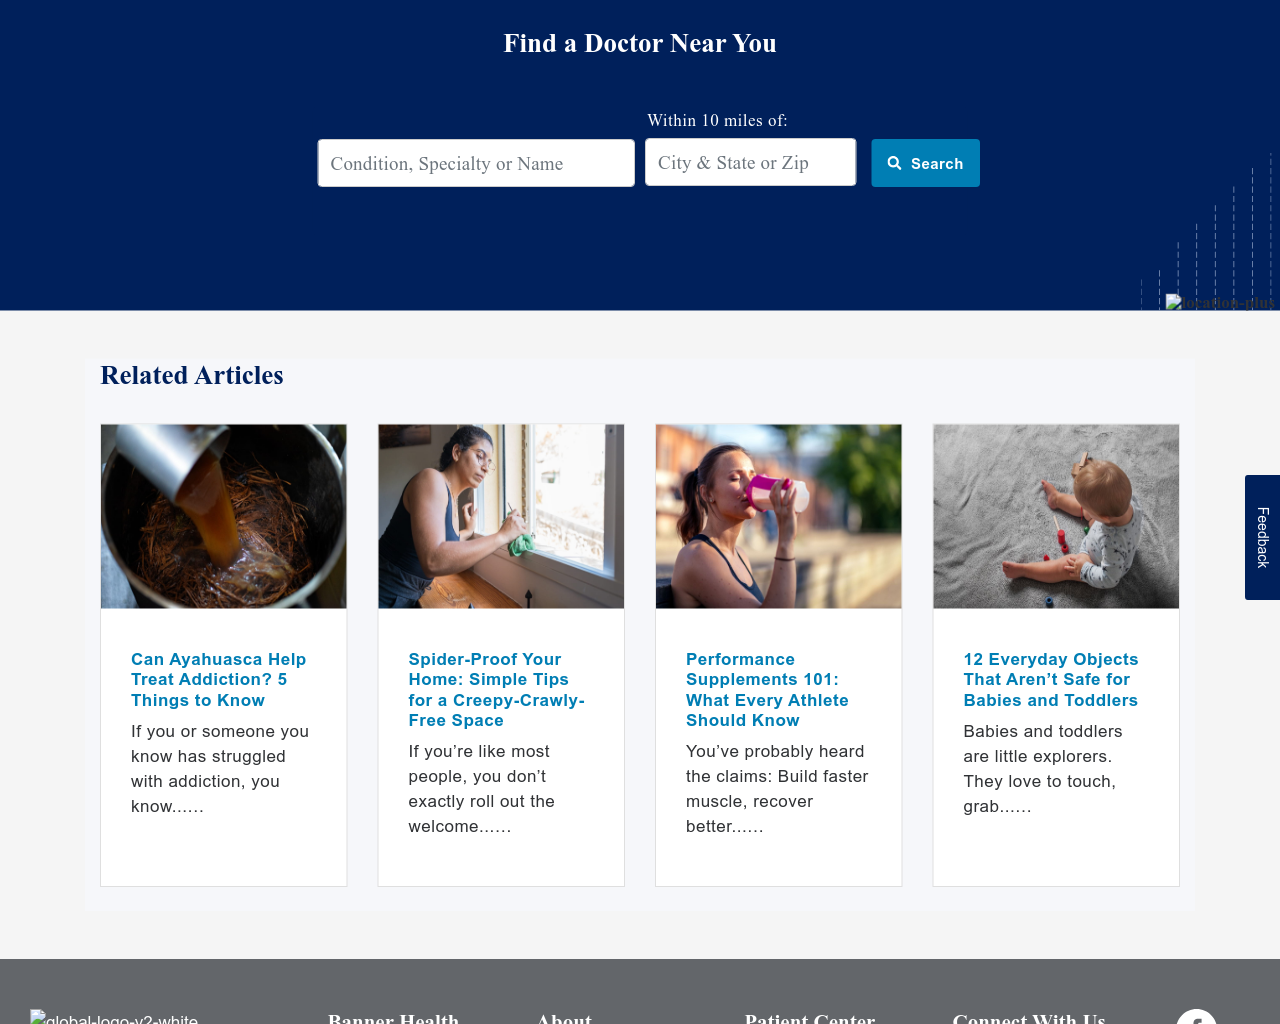 Find a Doctor Near You
Within 10 miles of:
Condition, Specialty or Name
City & State or Zip
Search
location-plus
Related Articles
Feedback
Can Ayahuasca Help
Treat Addiction? 5
Things to Know
If you or someone you
know has struggled
with addiction, you
know......
Spider-Proof Your
Home: Simple Tips
for a Creepy-Crawly-
Free Space
If you’re like most
people, you don’t
exactly roll out the
welcome......
Performance
Supplements 101:
What Every Athlete
Should Know
You’ve probably heard
the claims: Build faster
muscle, recover
better......
12 Everyday Objects
That Aren’t Safe for
Babies and Toddlers
Babies and toddlers
are little explorers.
They love to touch,
grab......
global-logo-v2-white
Banner Health
About
Patient Center
Connect With Us